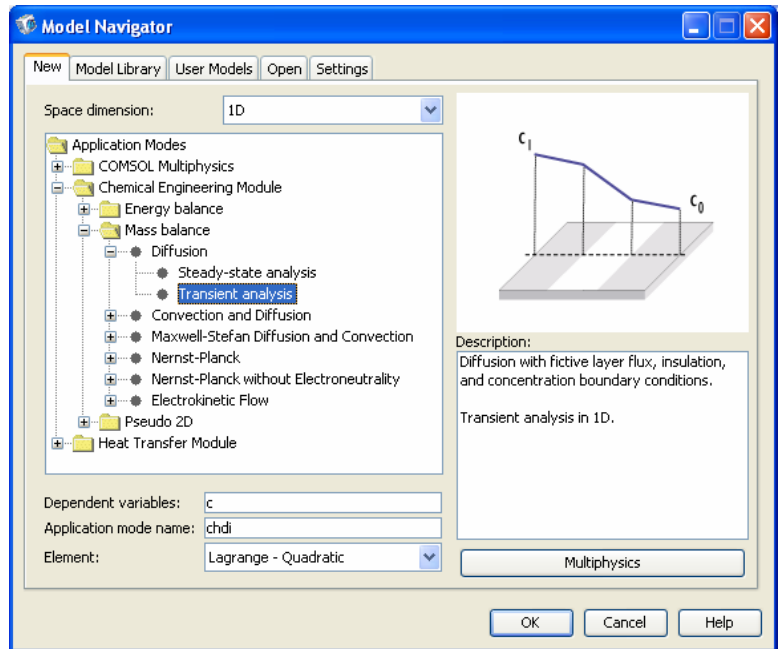 Model Navigator
New Model Library User Models Open Settings
Space dimension: 1D
Application Modes
COMSOL Multiphysics
Chemical Engineering Module
Energy balance
Mass balance
Diffusion
Steady-state analysis
Transient analysis
Convection and Diffusion
Maxwell-Stefan Diffusion and Convection
Nernst-Planck
Nernst-Planck without Electroneutrality
Electrokinetic Flow
Pseudo 2D
Heat Transfer Module
Dependent variables: c
Application mode name: chdi
Element: Lagrange - Quadratic
c1
c0
Description:
Diffusion with fictive layer flux, insulation,
and concentration boundary conditions.
Transient analysis in 1D.
Multiphysics
OK Cancel Help